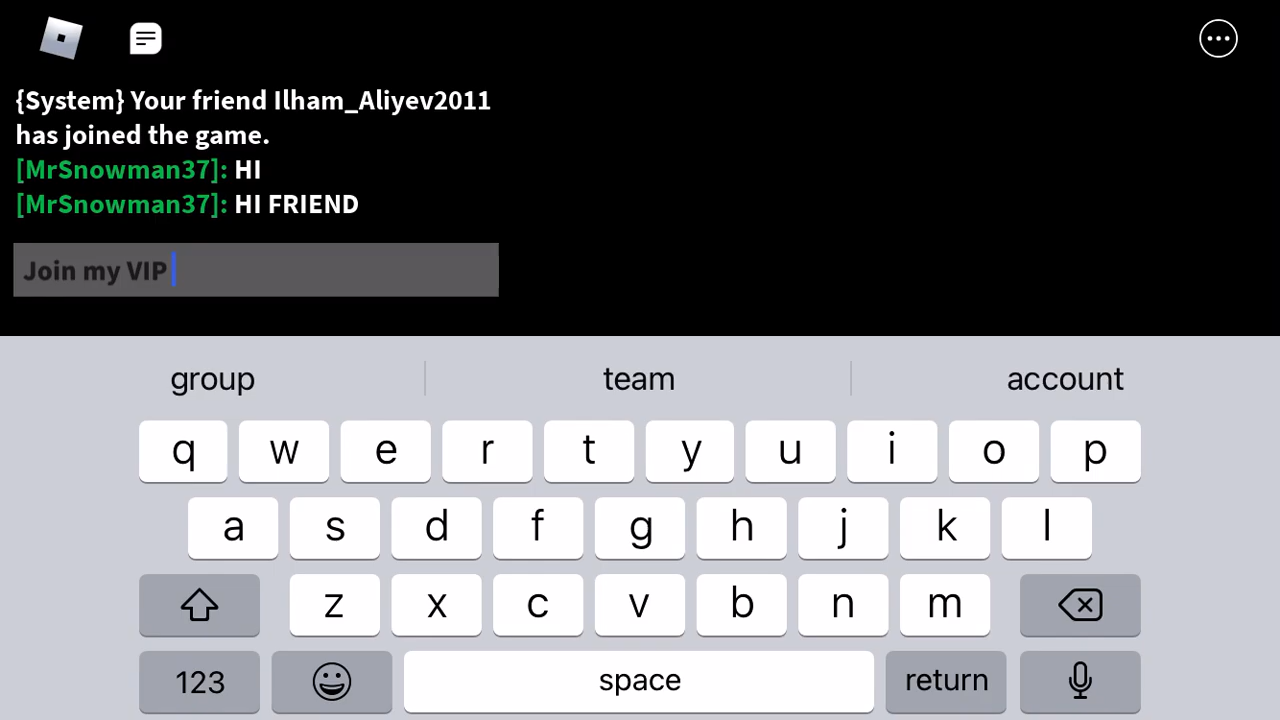 {System} Your friend Ilham_Aliyev2011
has joined the game.
[MrSnowman37]: HI
[MrSnowman37]: HI FRIEND
Join my VIP
group team account
q w e r t y u i o p
a s d f g h j k l
z x c v b n m
123 space return